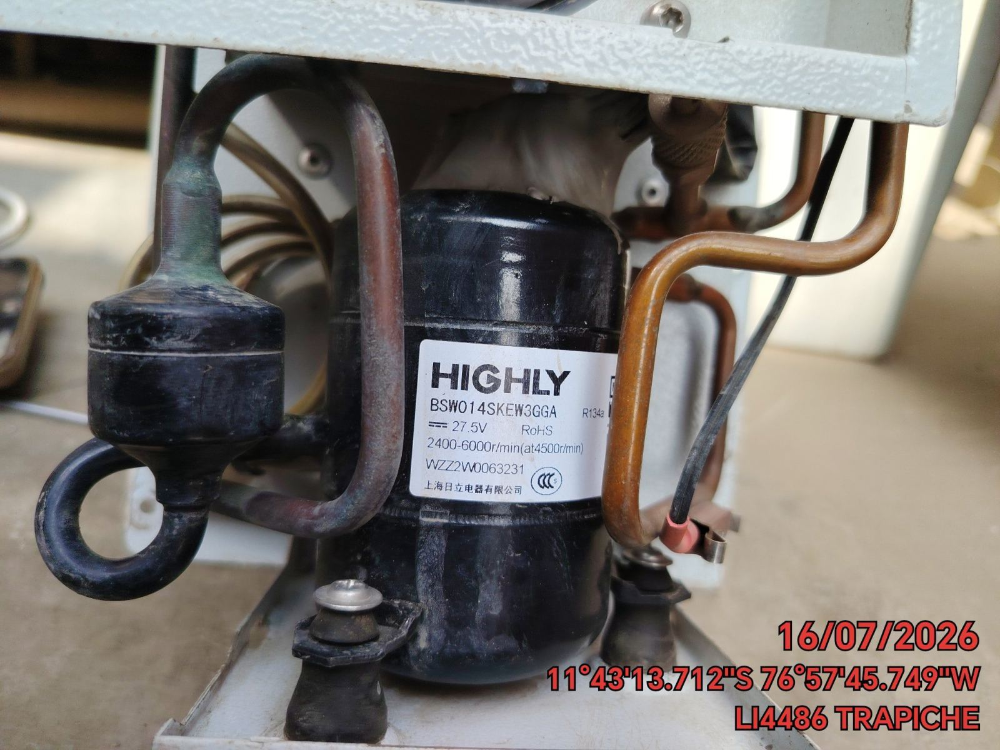 HIGHLY
BSW014SKEW3GGA R134a
⎓ 27.5V RoHS
2400-6000r/min(at4500r/min)
WZZ2W0063231
CCC S
上海日立电器有限公司
16/07/2026
11°43'13.712"S 76°57'45.749"W
LI4486 TRAPICHE